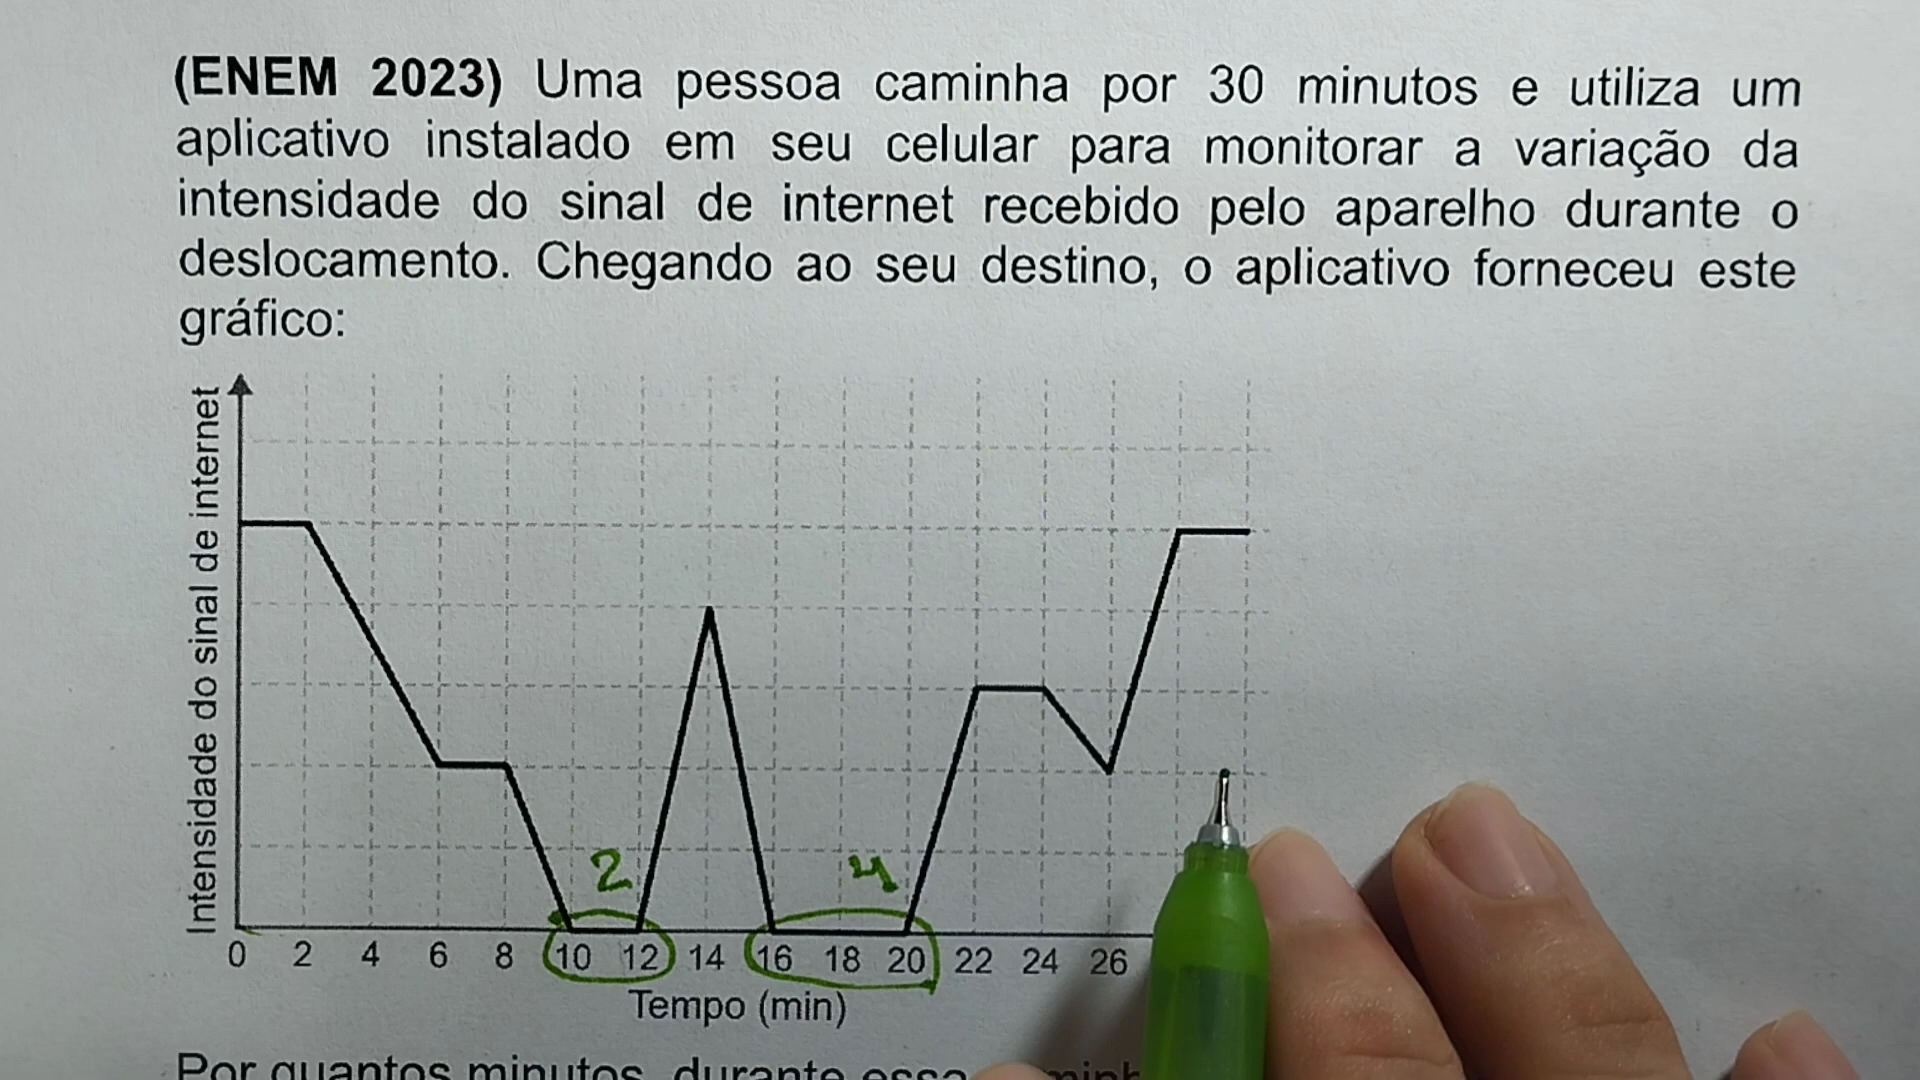 (ENEM 2023) Uma pessoa caminha por 30 minutos e utiliza um
aplicativo instalado em seu celular para monitorar a variação da
intensidade do sinal de internet recebido pelo aparelho durante o
deslocamento. Chegando ao seu destino, o aplicativo forneceu este
gráfico:
Intensidade do sinal de internet
2 4
0 2 4 6 8 10 12 14 16 18 20 22 24 26
Tempo (min)
Por quantos minutos, durante essa